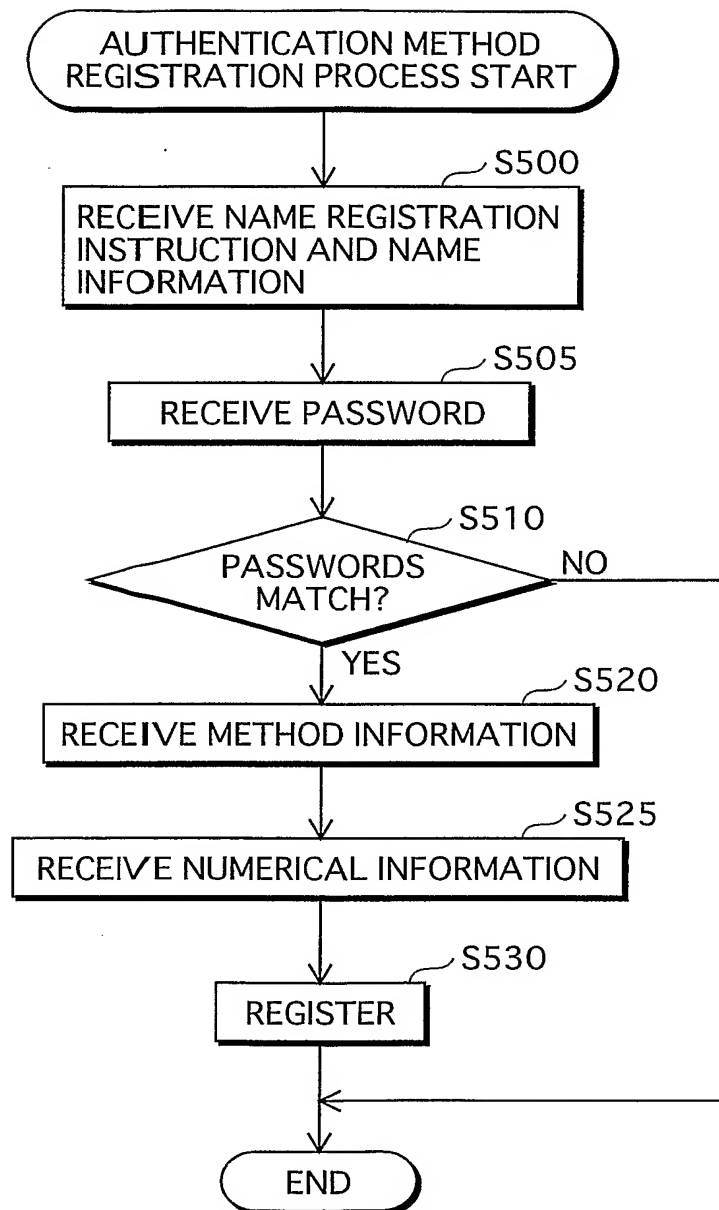 AUTHENTICATION METHOD
REGISTRATION PROCESS START
S500
RECEIVE NAME REGISTRATION
INSTRUCTION AND NAME
INFORMATION
S505
RECEIVE PASSWORD
S510
PASSWORDS
MATCH?
NO
YES
S520
RECEIVE METHOD INFORMATION
S525
RECEIVE NUMERICAL INFORMATION
S530
REGISTER
END